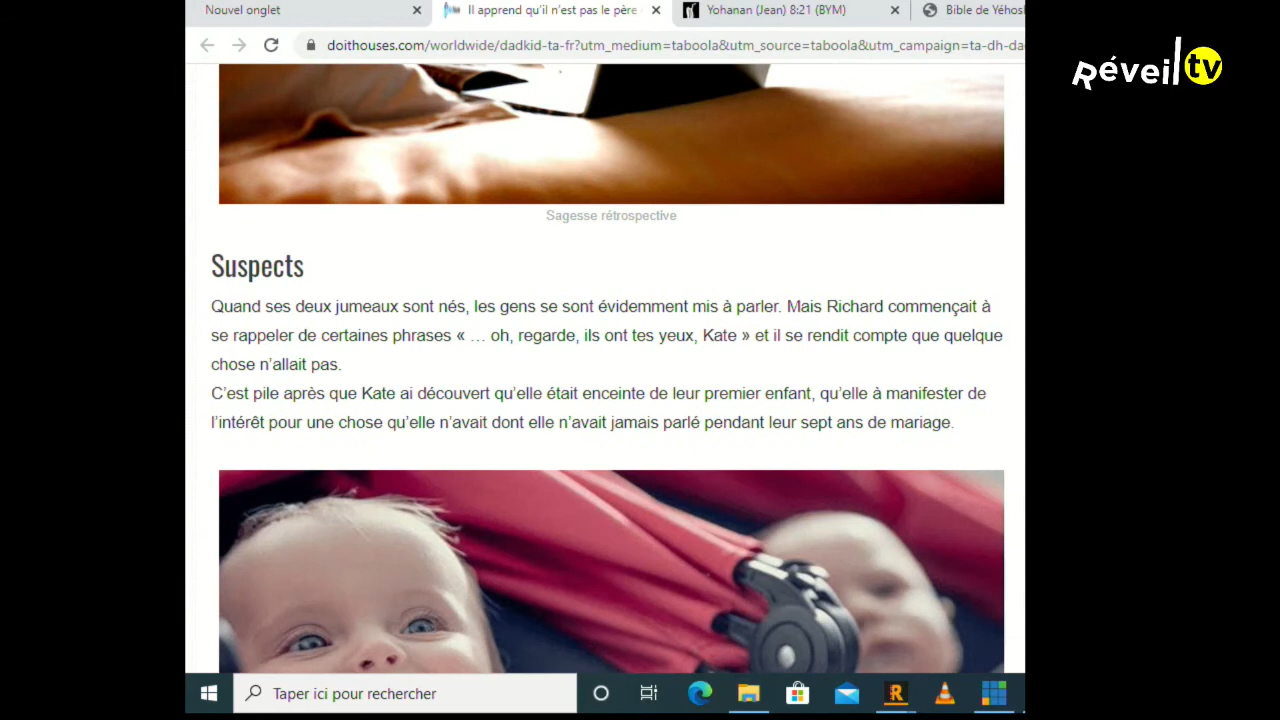 Nouvel onglet
Il apprend qu'il n'est pas le père
Yohanan (Jean) 8:21 (BYM)
Bible de Yéhos
doithouses.com/worldwide/dadkid-ta-fr?utm_medium=taboola&utm_source=taboola&utm_campaign=ta-dh-da
Réveil tv
Sagesse rétrospective
Suspects
Quand ses deux jumeaux sont nés, les gens se sont évidemment mis à parler. Mais Richard commençait à
se rappeler de certaines phrases « … oh, regarde, ils ont tes yeux, Kate » et il se rendit compte que quelque
chose n'allait pas.
C'est pile après que Kate ai découvert qu'elle était enceinte de leur premier enfant, qu'elle à manifester de
l'intérêt pour une chose qu'elle n'avait dont elle n'avait jamais parlé pendant leur sept ans de mariage.
Taper ici pour rechercher